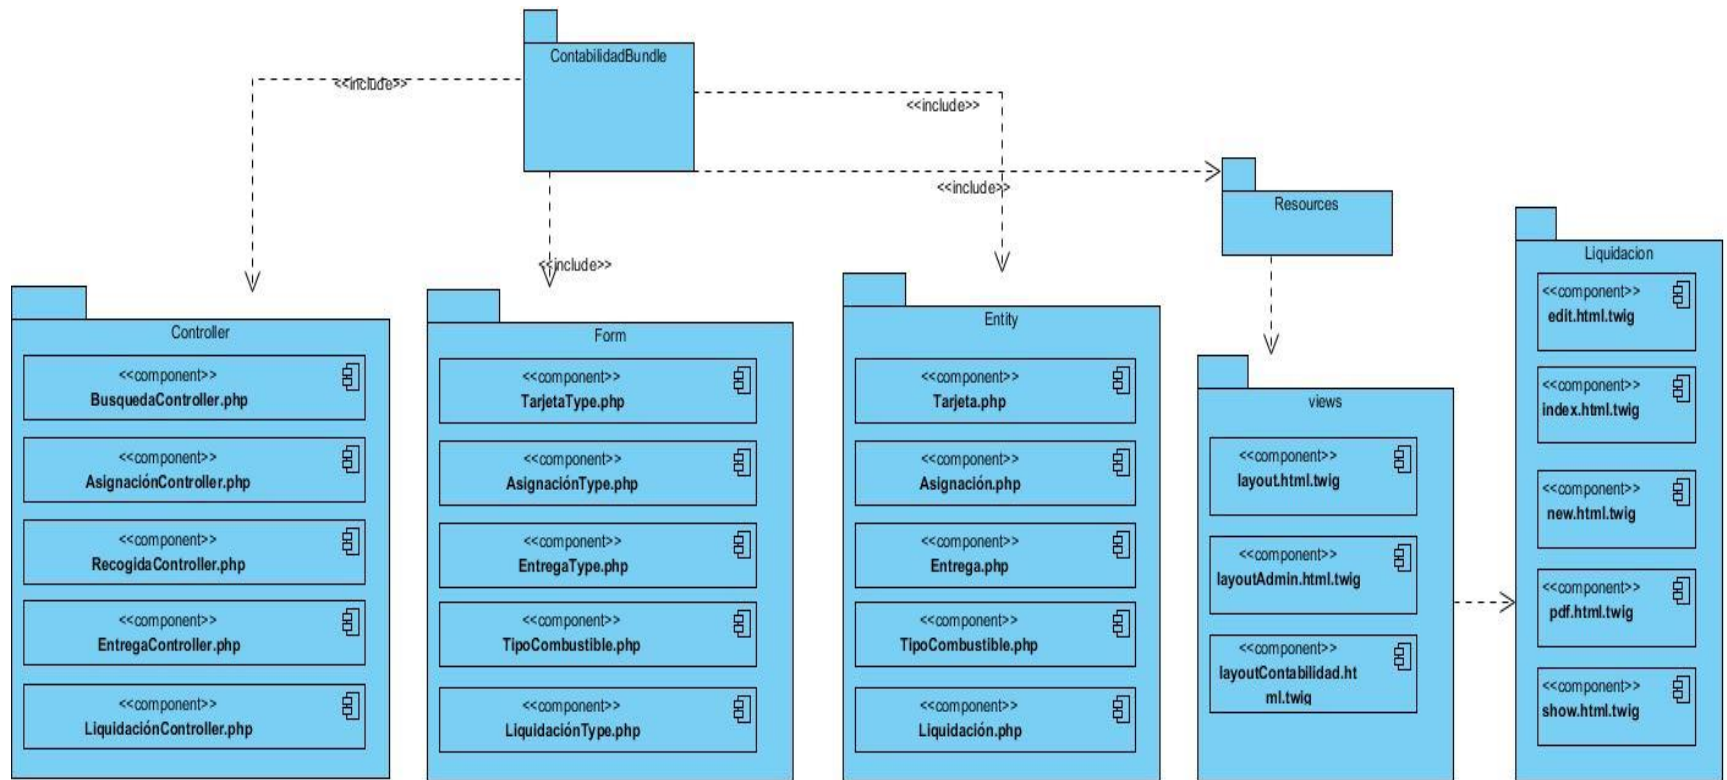 ContabilidadBundle
<<include>>
<<include>>
<<include>>
<<include>>
Controller
<<component>>
BusquedaController.php
<<component>>
AsignaciónController.php
<<component>>
RecogidaController.php
<<component>>
EntregaController.php
<<component>>
LiquidaciónController.php
Form
<<component>>
TarjetaType.php
<<component>>
AsignaciónType.php
<<component>>
EntregaType.php
<<component>>
TipoCombustible.php
<<component>>
LiquidaciónType.php
Entity
<<component>>
Tarjeta.php
<<component>>
Asignación.php
<<component>>
Entrega.php
<<component>>
TipoCombustible.php
<<component>>
Liquidación.php
Resources
views
<<component>>
layout.html.twig
<<component>>
layoutAdmin.html.twig
<<component>>
layoutContabilidad.ht
ml.twig
Liquidacion
<<component>>
edit.html.twig
<<component>>
index.html.twig
<<component>>
new.html.twig
<<component>>
pdf.html.twig
<<component>>
show.html.twig